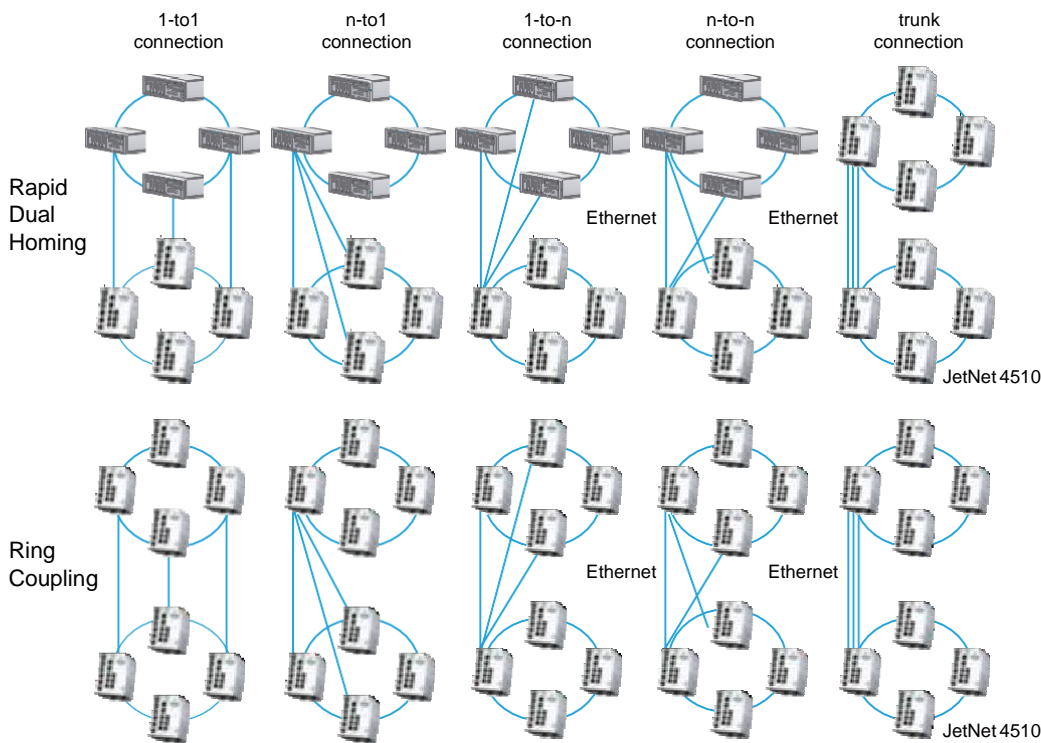 1-to1
connection
n-to1
connection
1-to-n
connection
n-to-n
connection
trunk
connection
Rapid
Dual
Homing
Ethernet
Ethernet
JetNet 4510
Ring
Coupling
Ethernet
Ethernet
JetNet 4510